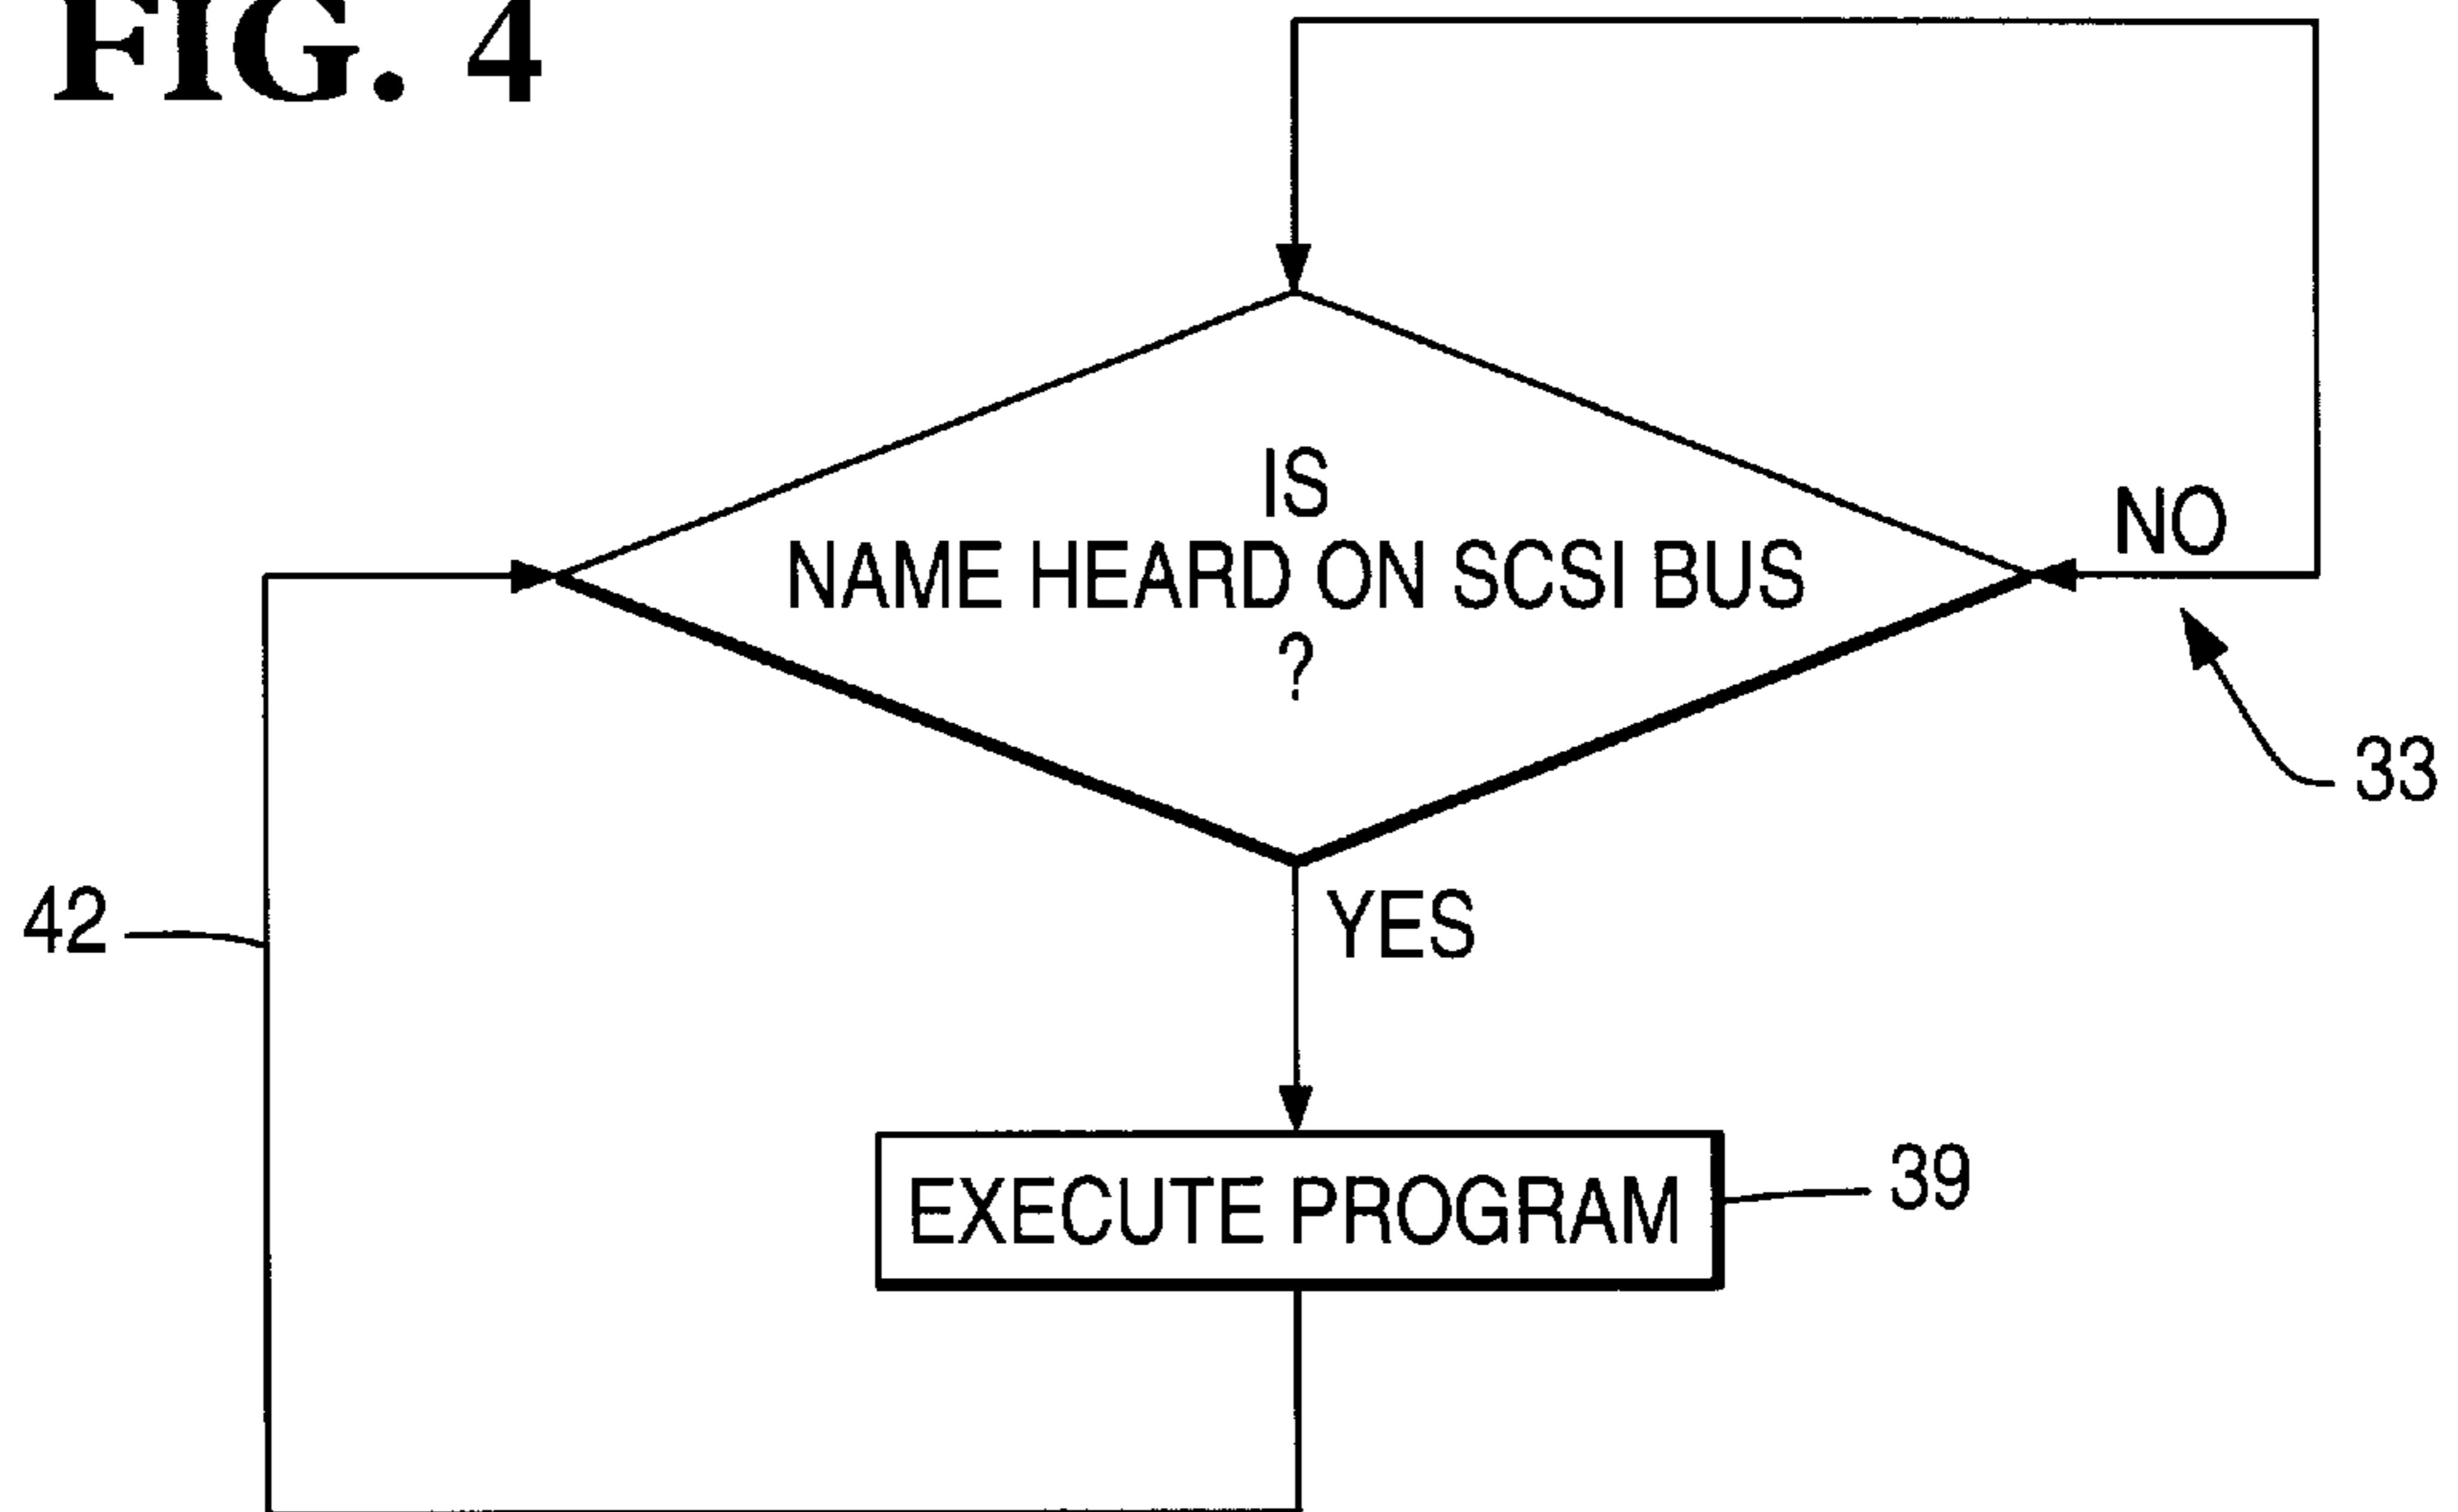 FIG. 4
IS
NAME HEARD ON SCSI BUS
?
NO
33
42
YES
EXECUTE PROGRAM
39